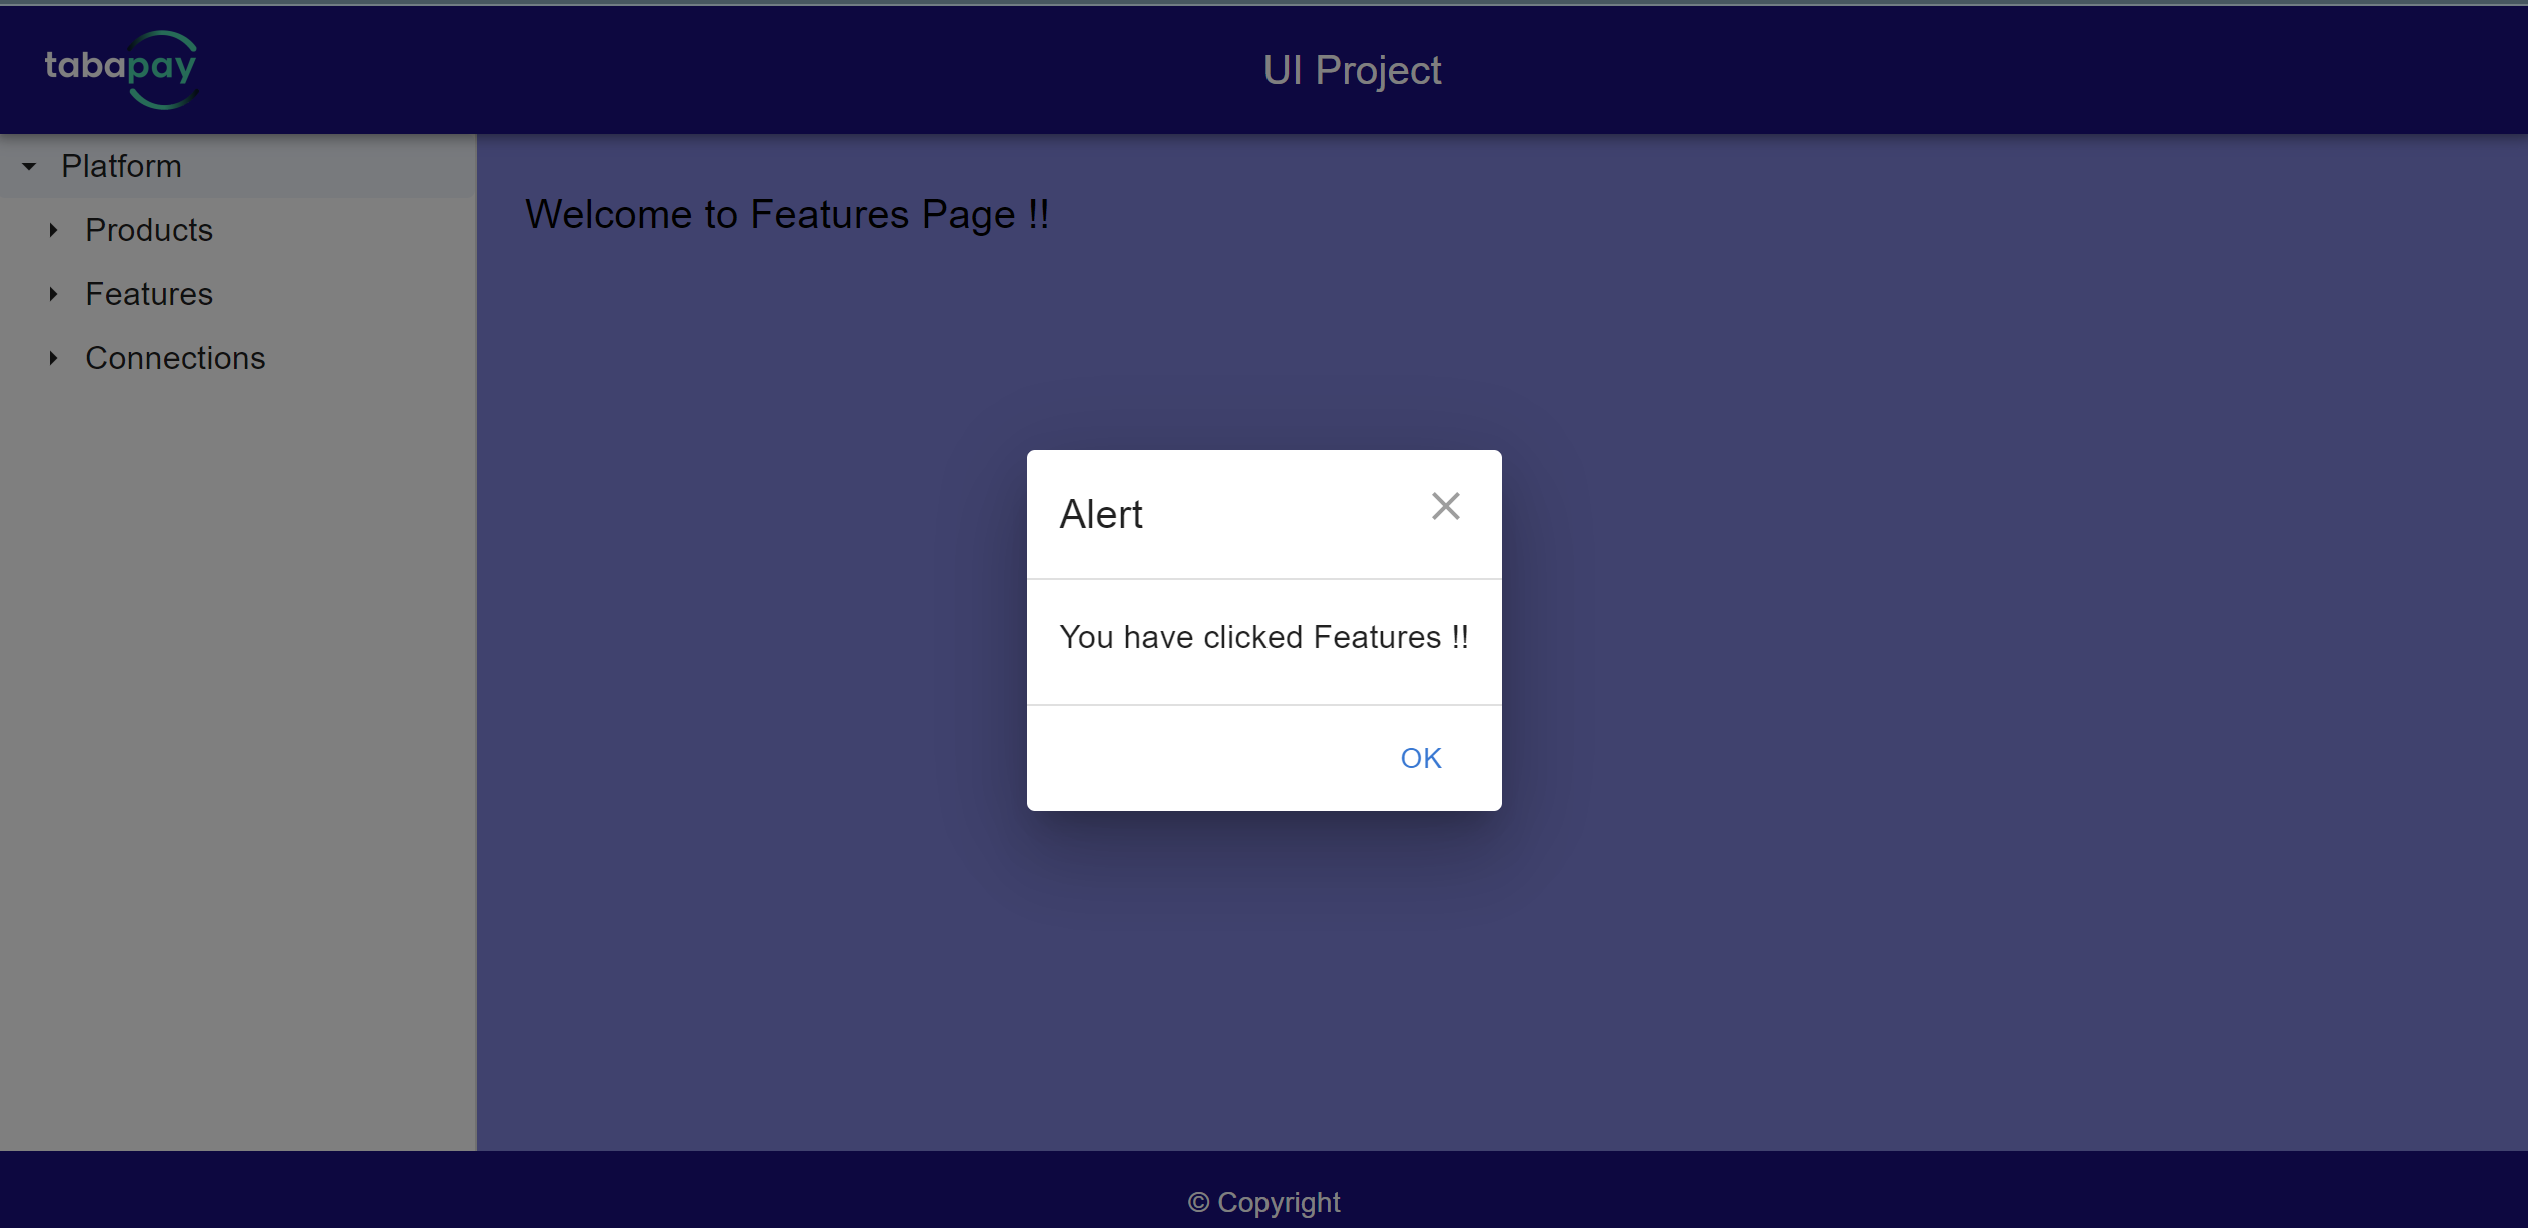 tabapay
UI Project
Platform
Products
Features
Connections
Welcome to Features Page !!
Alert
You have clicked Features !!
OK
© Copyright